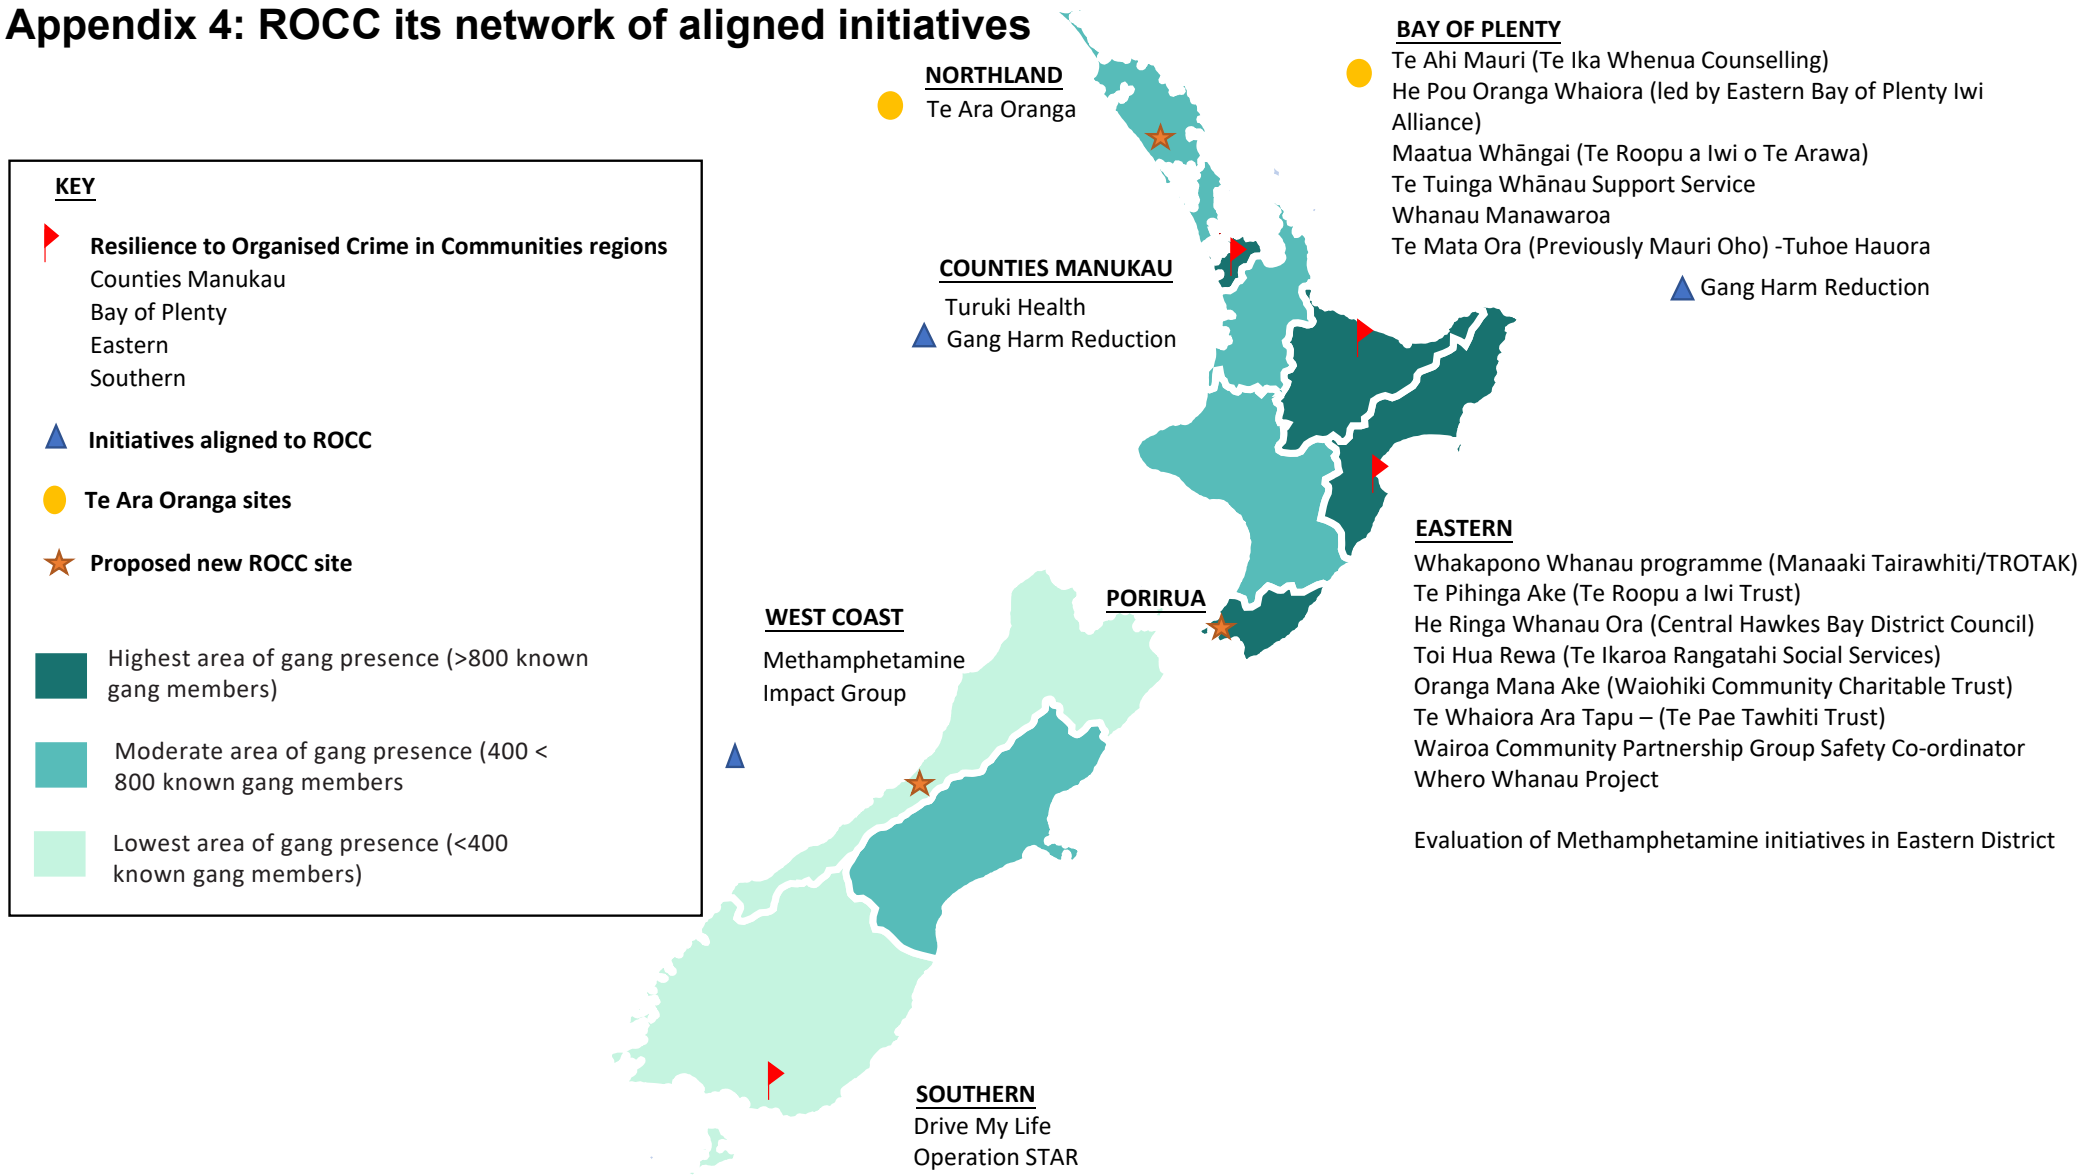 Appendix 4: ROCC its network of aligned initiatives
KEY
Resilience to Organised Crime in Communities regions
Counties Manukau
Bay of Plenty
Eastern
Southern
Initiatives aligned to ROCC
Te Ara Oranga sites
Proposed new ROCC site
Highest area of gang presence (>800 known
gang members)
Moderate area of gang presence (400 <
800 known gang members
Lowest area of gang presence (<400
known gang members)
NORTHLAND
Te Ara Oranga
COUNTIES MANUKAU
Turuki Health
Gang Harm Reduction
BAY OF PLENTY
Te Ahi Mauri (Te Ika Whenua Counselling)
He Pou Oranga Whaiora (led by Eastern Bay of Plenty Iwi
Alliance)
Maatua Whāngai (Te Roopu a Iwi o Te Arawa)
Te Tuinga Whānau Support Service
Whanau Manawaroa
Te Mata Ora (Previously Mauri Oho) -Tuhoe Hauora
Gang Harm Reduction
EASTERN
Whakapono Whanau programme (Manaaki Tairawhiti/TROTAK)
Te Pihinga Ake (Te Roopu a Iwi Trust)
He Ringa Whanau Ora (Central Hawkes Bay District Council)
Toi Hua Rewa (Te Ikaroa Rangatahi Social Services)
Oranga Mana Ake (Waiohiki Community Charitable Trust)
Te Whaiora Ara Tapu – (Te Pae Tawhiti Trust)
Wairoa Community Partnership Group Safety Co-ordinator
Whero Whanau Project
Evaluation of Methamphetamine initiatives in Eastern District
PORIRUA
WEST COAST
Methamphetamine
Impact Group
SOUTHERN
Drive My Life
Operation STAR